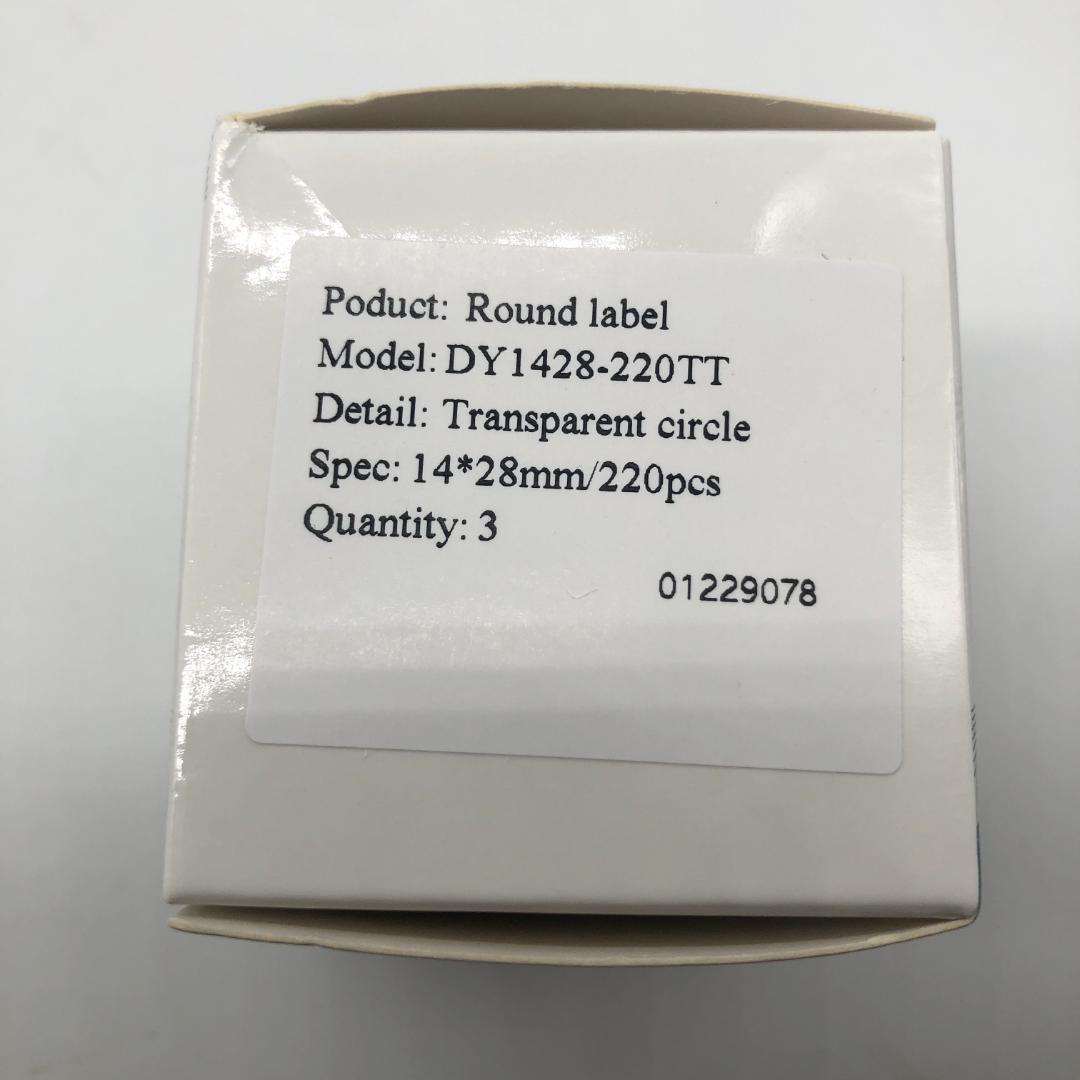 Poduct: Round label
Model: DY1428-220TT
Detail: Transparent circle
Spec: 14*28mm/220pcs
Quantity: 3
01229078